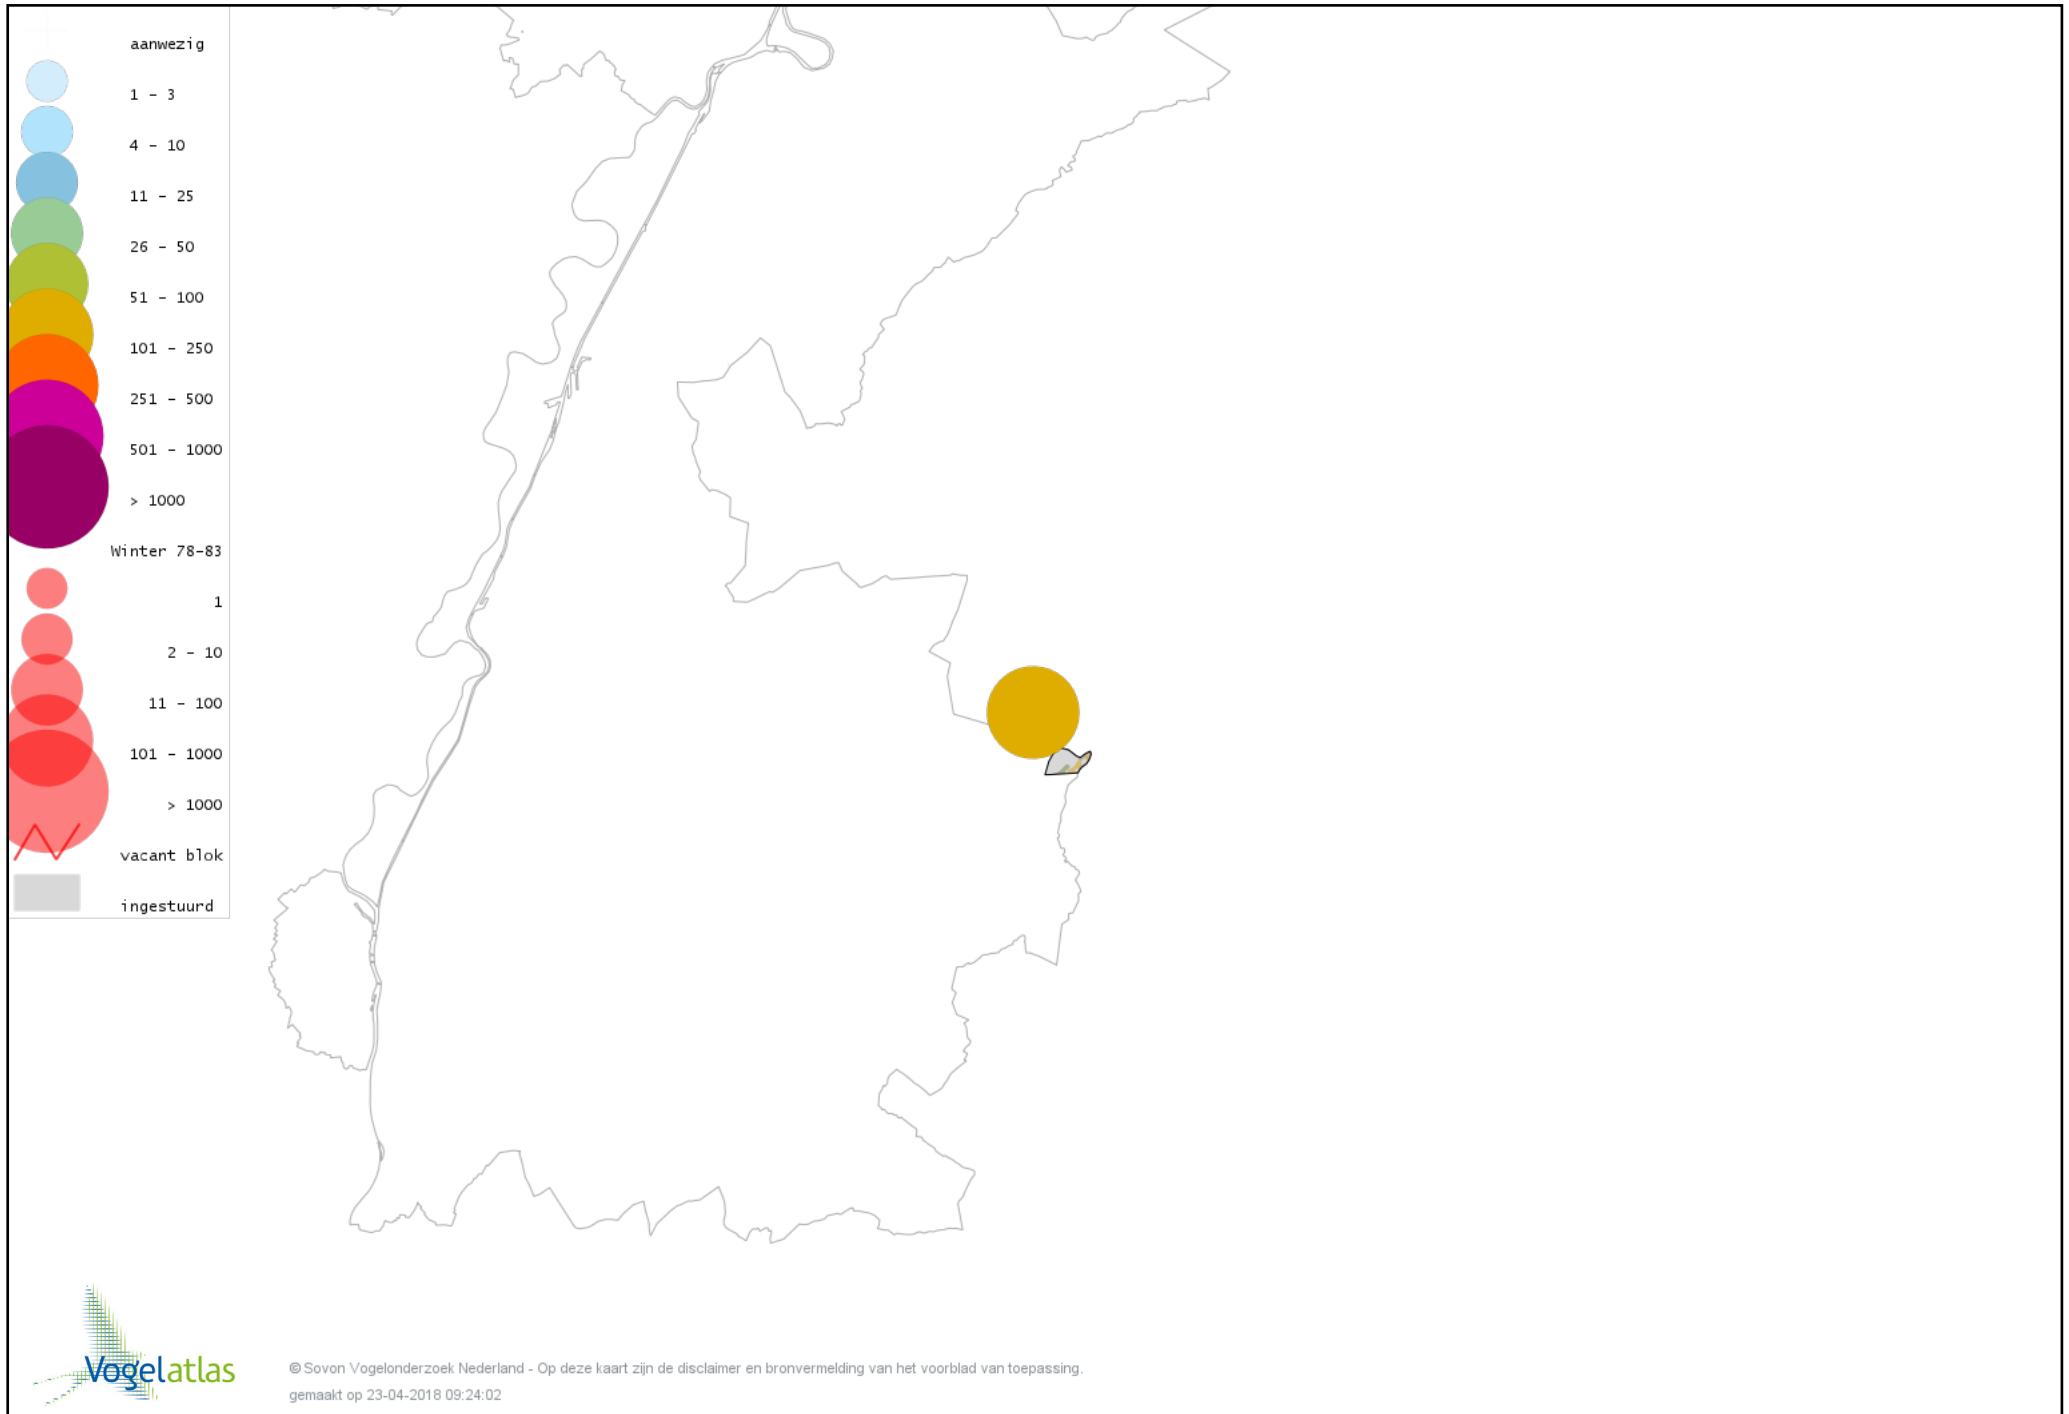 aanwezig
1 - 3
4 - 10
11 - 25
26 - 50
51 - 100
101 - 250
251 - 500
501 - 1000
> 1000
Winter 78-83
1
2 - 10
11 - 100
101 - 1000
> 1000
vacant blok
ingestuurd
Vogelatlas
© Sovon Vogelonderzoek Nederland - Op deze kaart zijn de disclaimer en bronvermelding van het voorblad van toepassing.
gemaakt op 23-04-2018 09:24:02